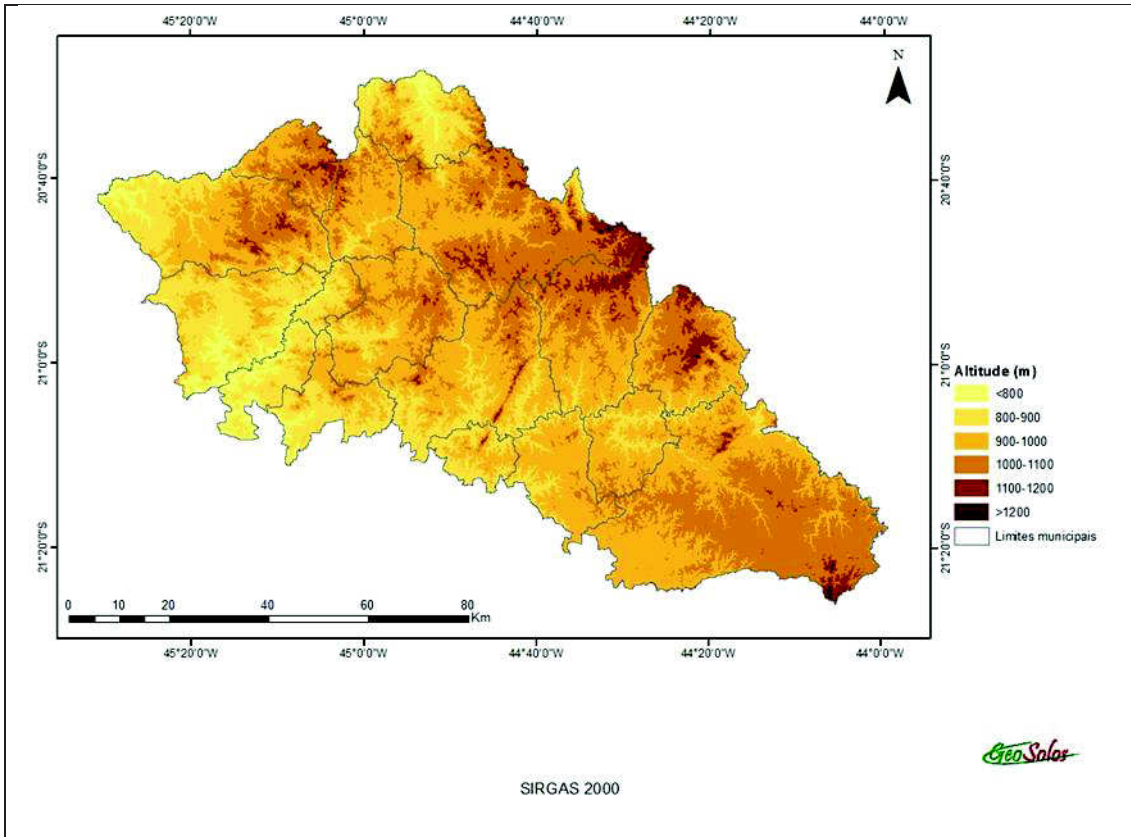 45°20'0"W 45°0'0"W 44°40'0"W 44°20'0"W 44°0'0"W
N
20°40'0"S 20°40'0"S
21°0'0"S 21°0'0"S
21°20'0"S 21°20'0"S
Altitude (m)
<800
800-900
900-1000
1000-1100
1100-1200
>1200
Limites municipais
0 10 20 40 60 80
Km
45°20'0"W 45°0'0"W 44°40'0"W 44°20'0"W 44°0'0"W
GeoSolos
SIRGAS 2000